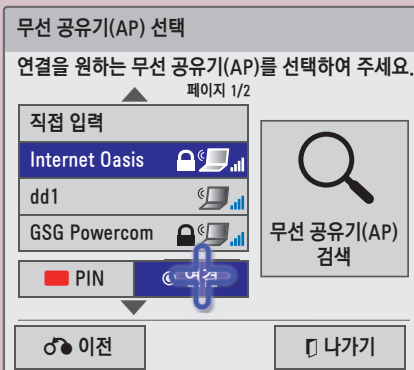 무선 공유기(AP) 선택
연결을 원하는 무선 공유기(AP)를 선택하여 주세요.
페이지 1/2
직접 입력
Internet Oasis
dd1
GSG Powercom
무선 공유기(AP)
검색
PIN
이전
나가기